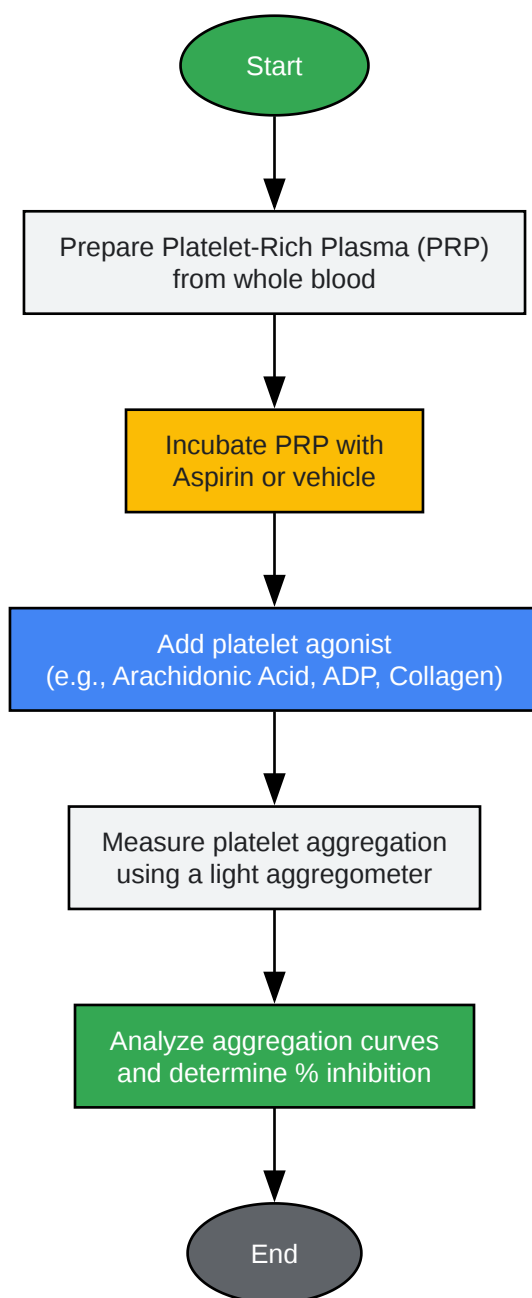 Start
Prepare Platelet-Rich Plasma (PRP)
from whole blood
Incubate PRP with
Aspirin or vehicle
Add platelet agonist
(e.g., Arachidonic Acid, ADP, Collagen)
Measure platelet aggregation
using a light aggregometer
Analyze aggregation curves
and determine % inhibition
End